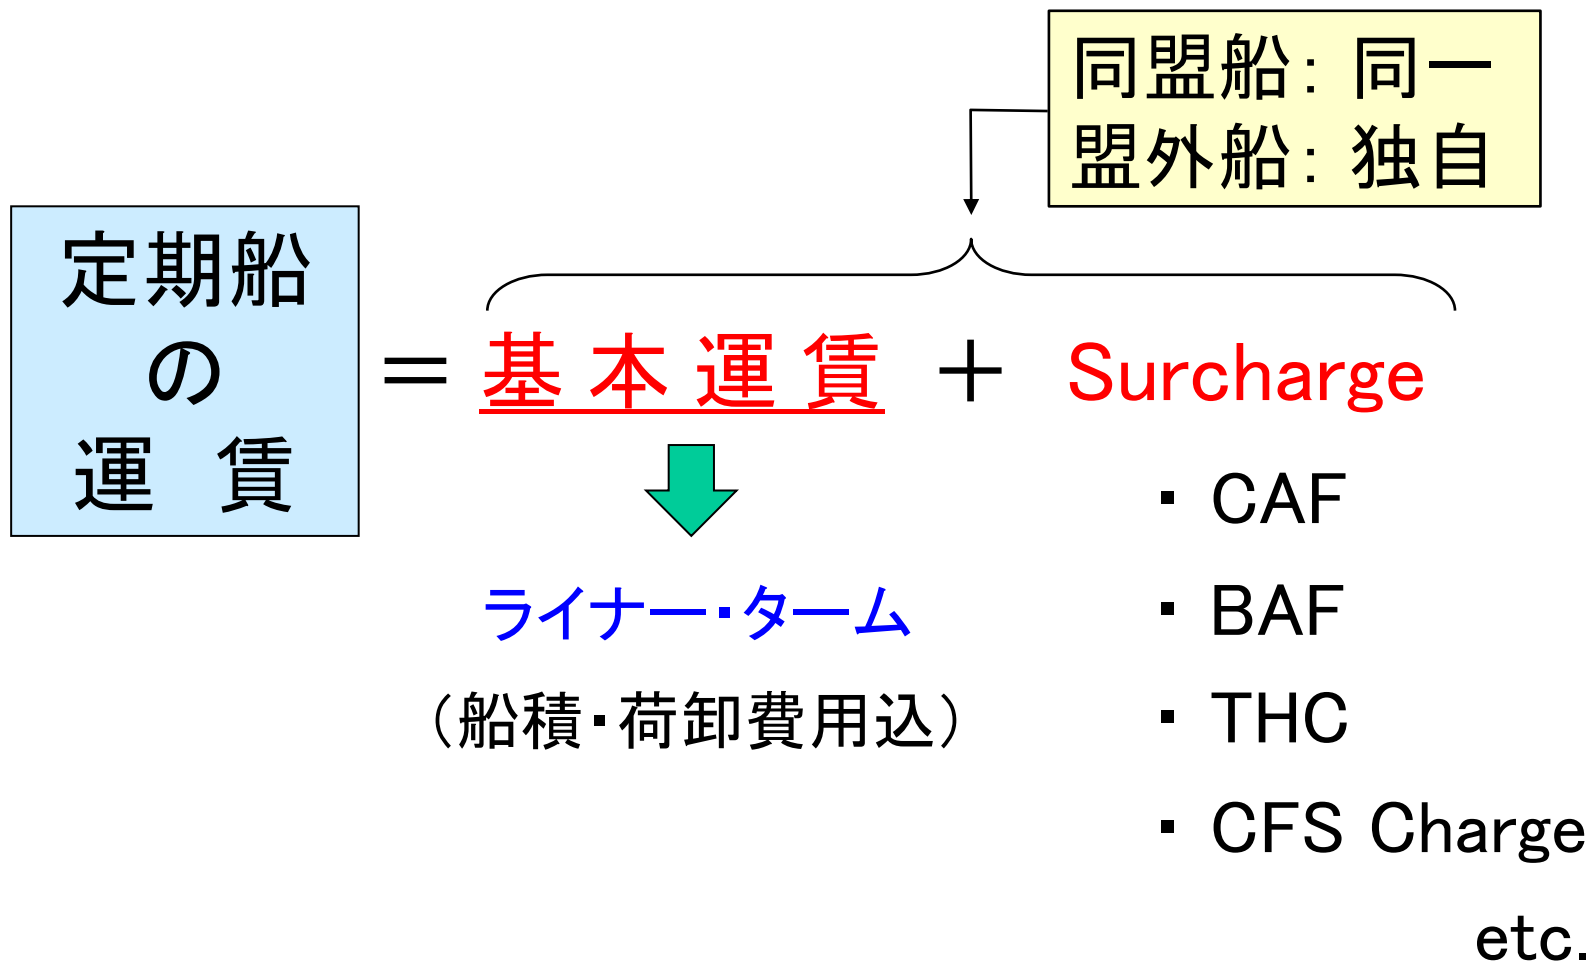 同盟船：同一
盟外船：独自
定期船
の
運　賃
＝ 基本運賃 ＋ Surcharge
ライナー・ターム
（船積・荷卸費用込）
・ CAF
・ BAF
・ THC
・ CFS Charge
etc.